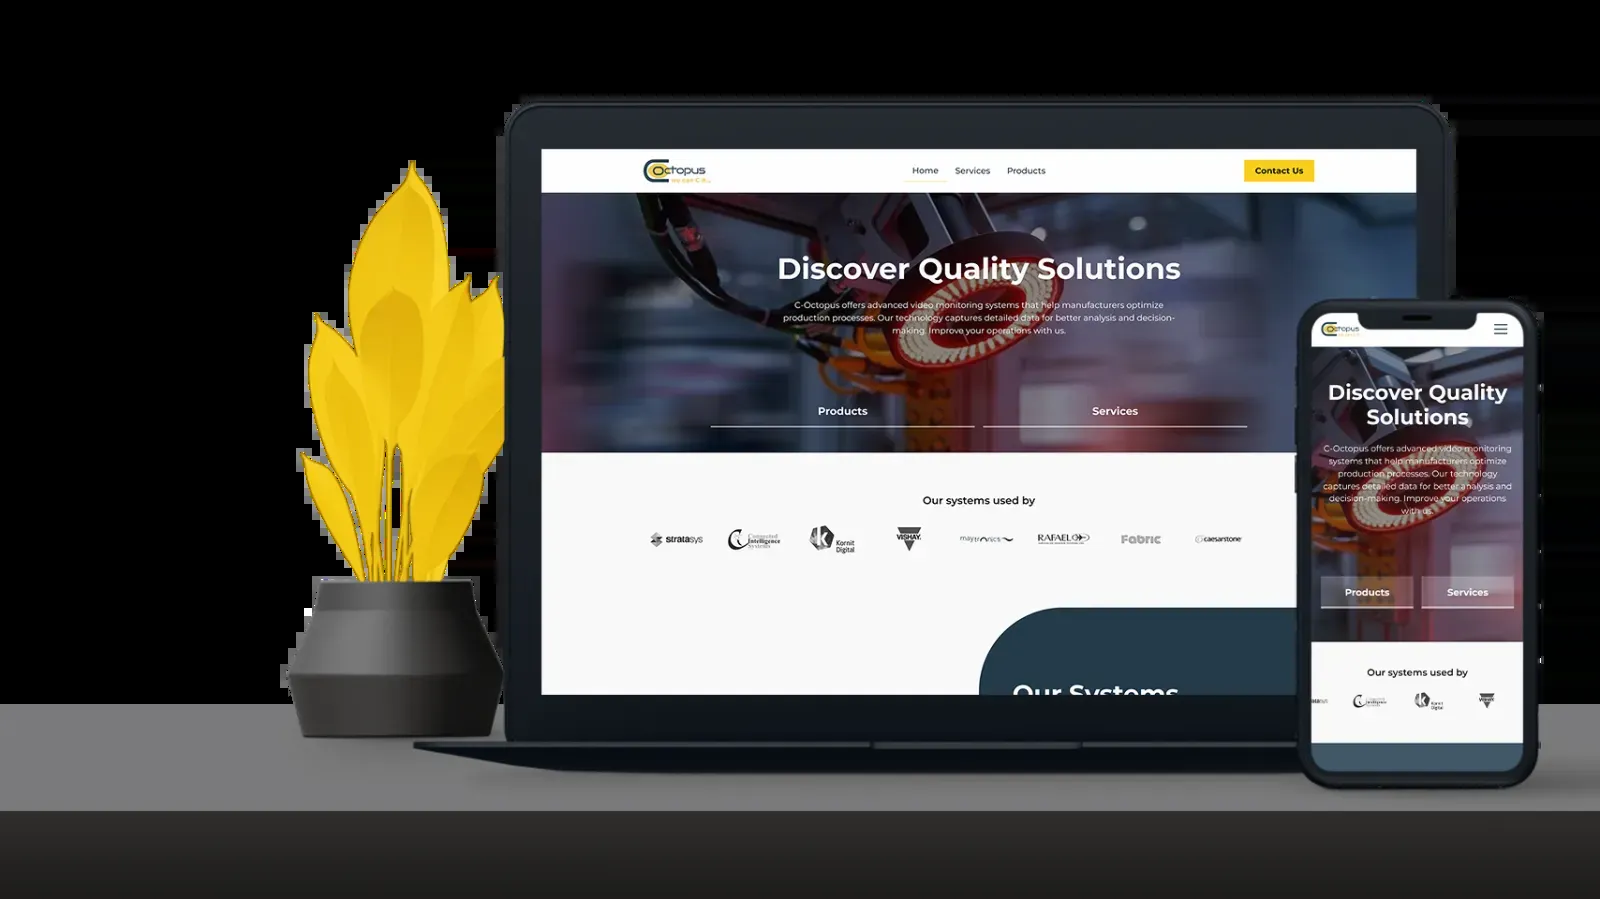 C-Octopus
Home Services Products
Contact Us
Discover Quality Solutions
C-Octopus offers advanced video monitoring systems that help manufacturers optimize
production processes. Our technology captures detailed data for better analysis and decision-
making. Improve your operations with us.
Products Services
Our systems used by
stratasys
Connected
Intelligence
Systems
Kornit
Digital
VISHAY.
maytronics
RAFAEL
Fabric
caesarstone
Our Systems
C-Octopus
Discover Quality
Solutions
C-Octopus offers advanced video monitoring
systems that help manufacturers optimize
production processes. Our technology
captures detailed data for better analysis and
decision-making. Improve your operations
with us.
Products Services
Our systems used by
Kornit
Digital
VISHAY